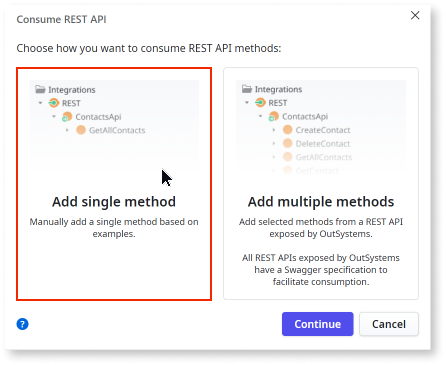 Consume REST API
Choose how you want to consume REST API methods:
Integrations
REST
ContactsApi
GetAllContacts
Add single method
Manually add a single method based on
examples.
Integrations
REST
ContactsApi
CreateContact
DeleteContact
GetAllContacts
GetContact
Add multiple methods
Add selected methods from a REST API
exposed by OutSystems.
All REST APIs exposed by OutSystems
have a Swagger specification to
facilitate consumption.
?
Continue
Cancel